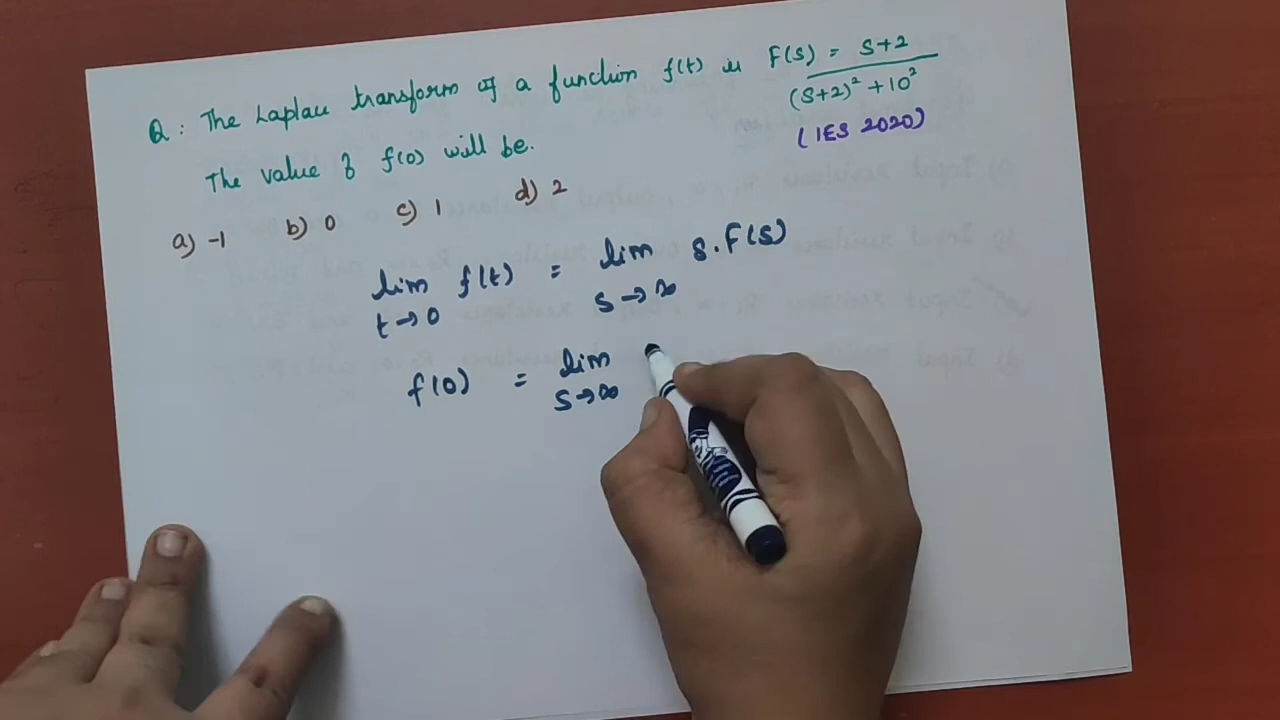 Q: The Laplace transform of a function f(t) is F(S) = S+2 / (S+2)² + 10²
(IES 2020)
The value of f(0) will be.
a) -1 b) 0 c) 1 d) 2
lim f(t) = lim s.F(S)
t→0 s→∞
f(0) = lim
s→∞